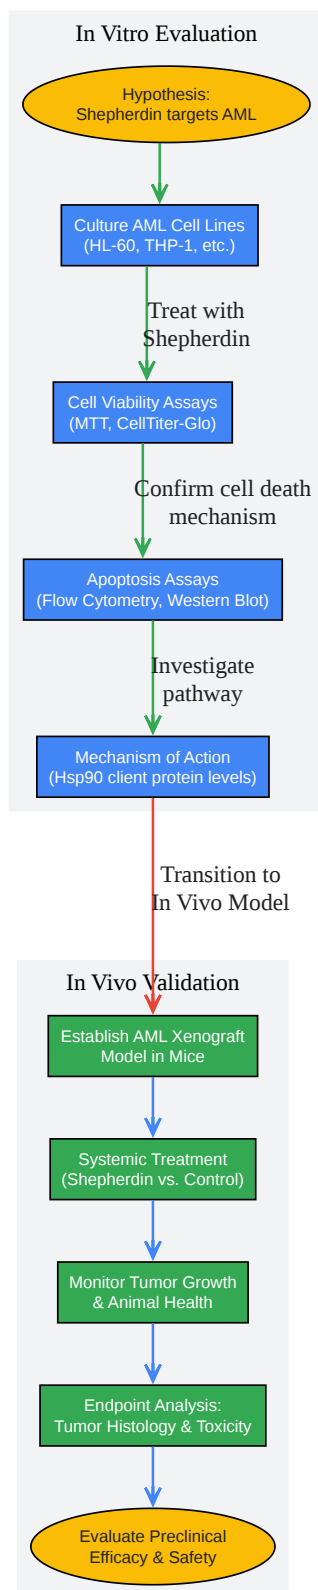 In Vitro Evaluation
Hypothesis:
Shepherdin targets AML
Culture AML Cell Lines
(HL-60, THP-1, etc.)
Treat with
Shepherdin
Cell Viability Assays
(MTT, CellTiter-Glo)
Confirm cell death
mechanism
Apoptosis Assays
(Flow Cytometry, Western Blot)
Investigate
pathway
Mechanism of Action
(Hsp90 client protein levels)
Transition to
In Vivo Model
In Vivo Validation
Establish AML Xenograft
Model in Mice
Systemic Treatment
(Shepherdin vs. Control)
Monitor Tumor Growth
& Animal Health
Endpoint Analysis:
Tumor Histology & Toxicity
Evaluate Preclinical
Efficacy & Safety